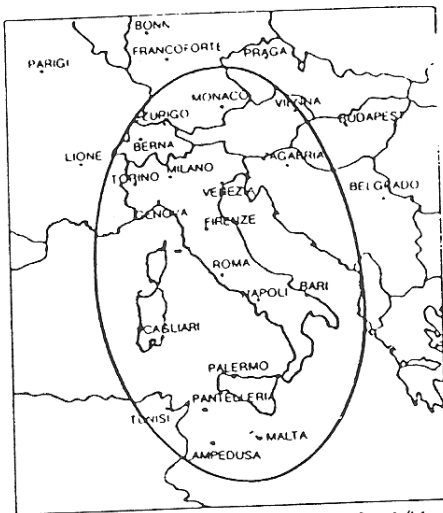 BONN
FRANCOFORTE
PRAGA
PARIGI
MONACO
VIENNA
ZURIGO
BUDAPEST
BERNA
LIONE
ZAGABRIA
TORINO
MILANO
VENEZIA
BELGRADO
GENOVA
FIRENZE
ROMA
NAPOLI
BARI
CAGLIARI
PALERMO
PANTELLERIA
TUNISI
MALTA
LAMPEDUSA